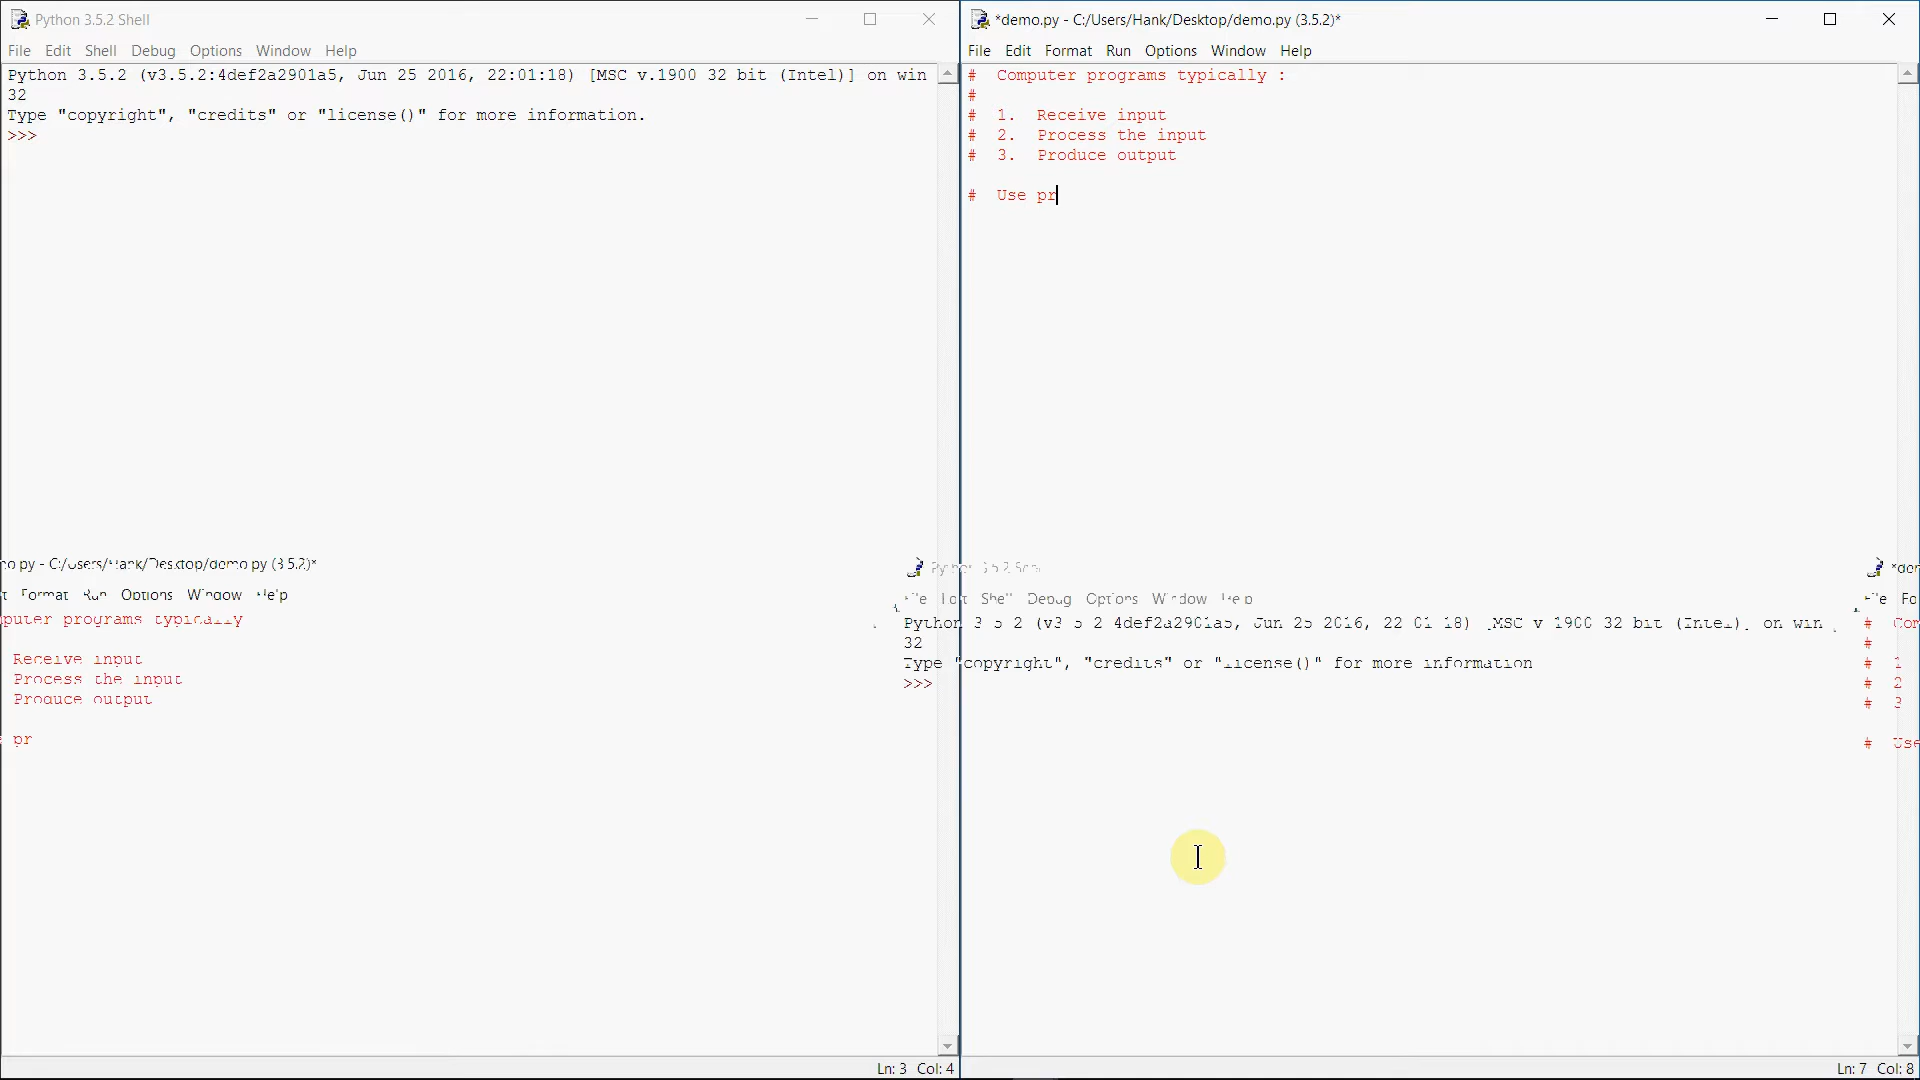 Python 3.5.2 Shell
File Edit Shell Debug Options Window Help
Python 3.5.2 (v3.5.2:4def2a2901a5, Jun 25 2016, 22:01:18) [MSC v.1900 32 bit (Intel)] on win
32
Type "copyright", "credits" or "license()" for more information.
>>>
Ln: 3 Col: 4
*demo.py - C:/Users/Hank/Desktop/demo.py (3.5.2)*
File Edit Format Run Options Window Help
# Computer programs typically :
#
# 1. Receive input
# 2. Process the input
# 3. Produce output
# Use pr
Ln: 7 Col: 8